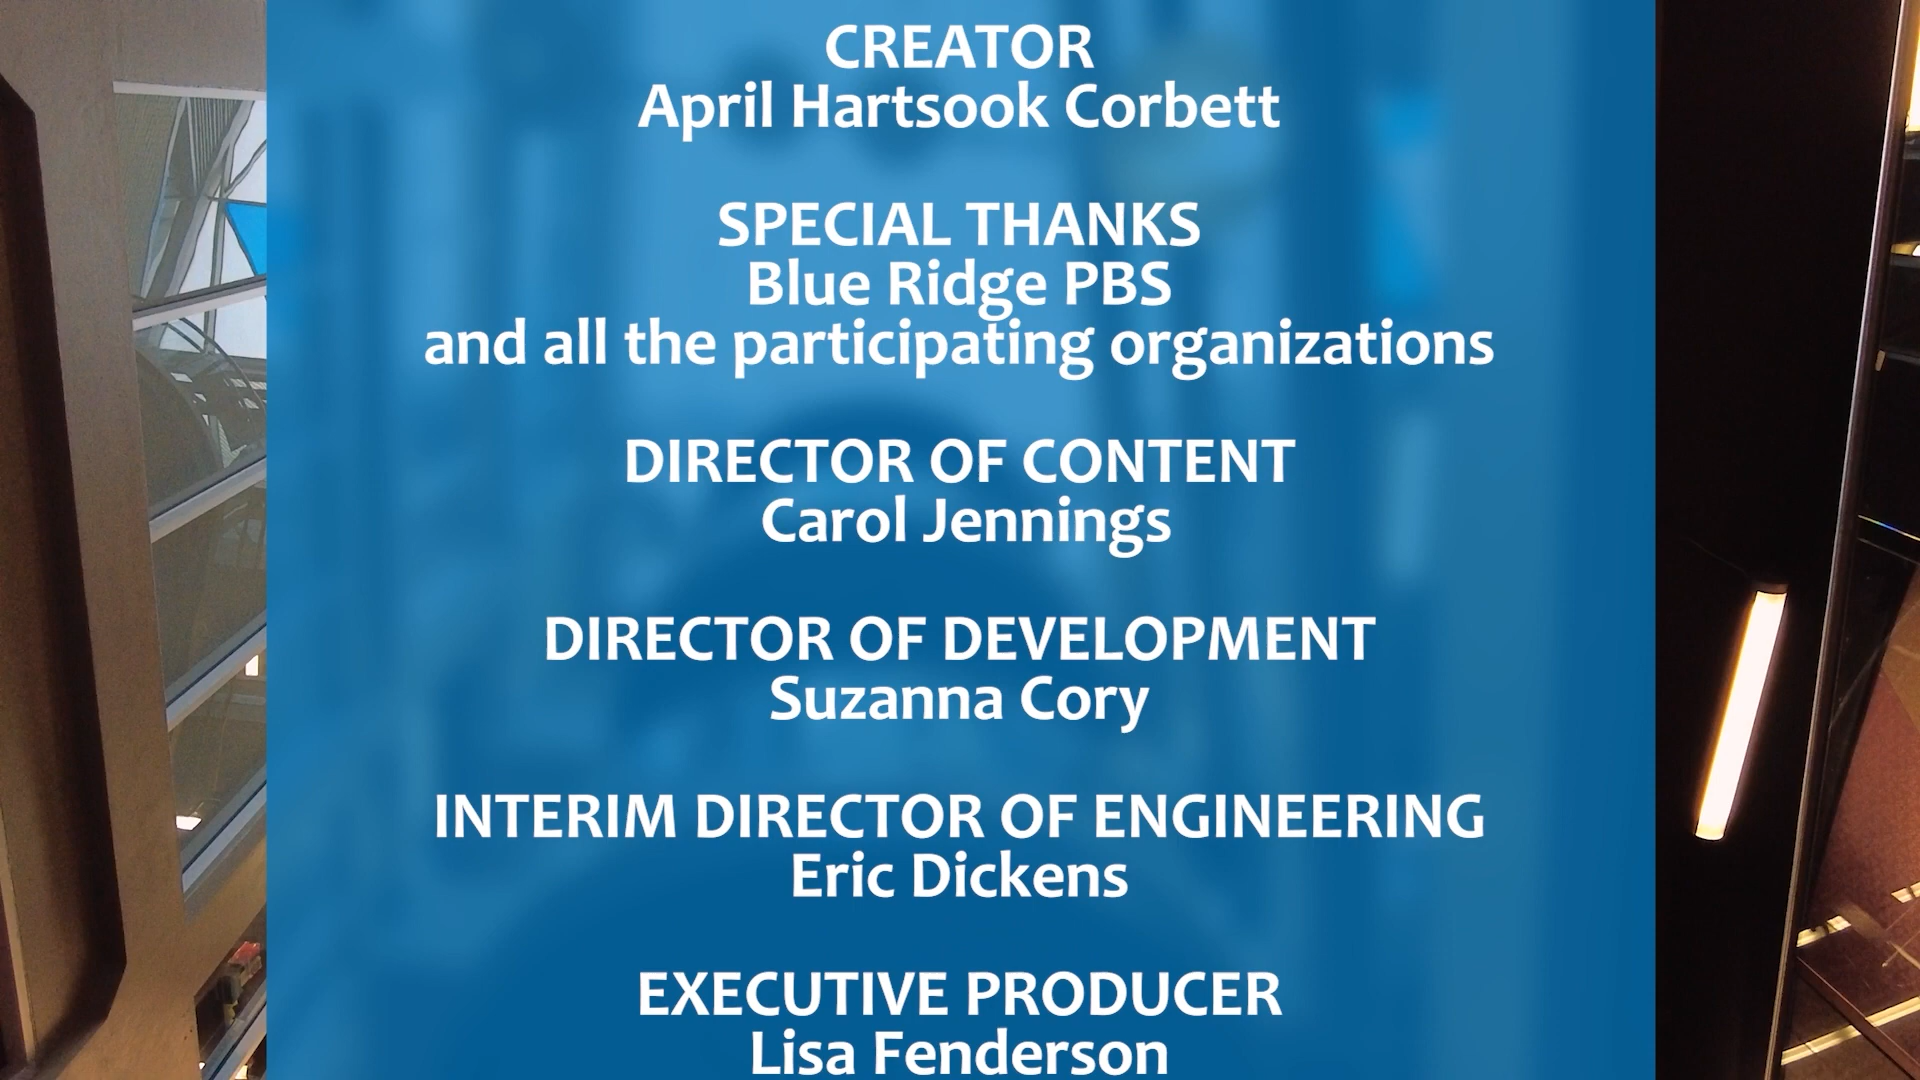 CREATOR
April Hartsook Corbett
SPECIAL THANKS
Blue Ridge PBS
and all the participating organizations
DIRECTOR OF CONTENT
Carol Jennings
DIRECTOR OF DEVELOPMENT
Suzanna Cory
INTERIM DIRECTOR OF ENGINEERING
Eric Dickens
EXECUTIVE PRODUCER
Lisa Fenderson